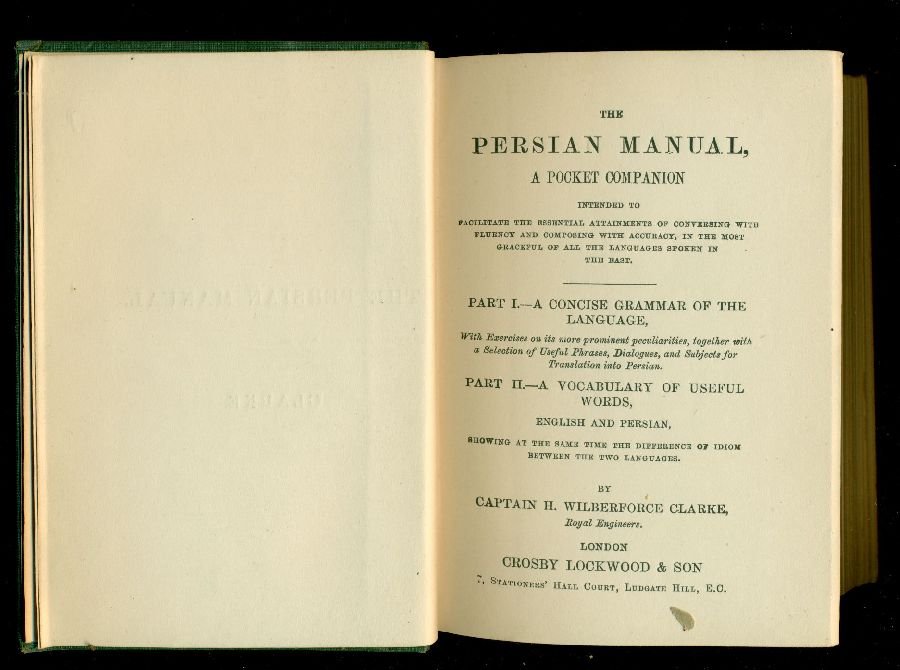 THE
PERSIAN MANUAL,
A POCKET COMPANION
INTENDED TO
FACILITATE THE ESSENTIAL ATTAINMENTS OF CONVERSING WITH
FLUENCY AND COMPOSING WITH ACCURACY, IN THE MOST
GRACEFUL OF ALL THE LANGUAGES SPOKEN IN
THE EAST.
PART I.—A CONCISE GRAMMAR OF THE
LANGUAGE,
With Exercises on its more prominent peculiarities, together with
a Selection of Useful Phrases, Dialogues, and Subjects for
Translation into Persian.
PART II.—A VOCABULARY OF USEFUL
WORDS,
ENGLISH AND PERSIAN,
SHOWING AT THE SAME TIME THE DIFFERENCE OF IDIOM
BETWEEN THE TWO LANGUAGES.
BY
CAPTAIN H. WILBERFORCE CLARKE,
Royal Engineers.
LONDON
CROSBY LOCKWOOD & SON
7, STATIONERS' HALL COURT, LUDGATE HILL, E.C.